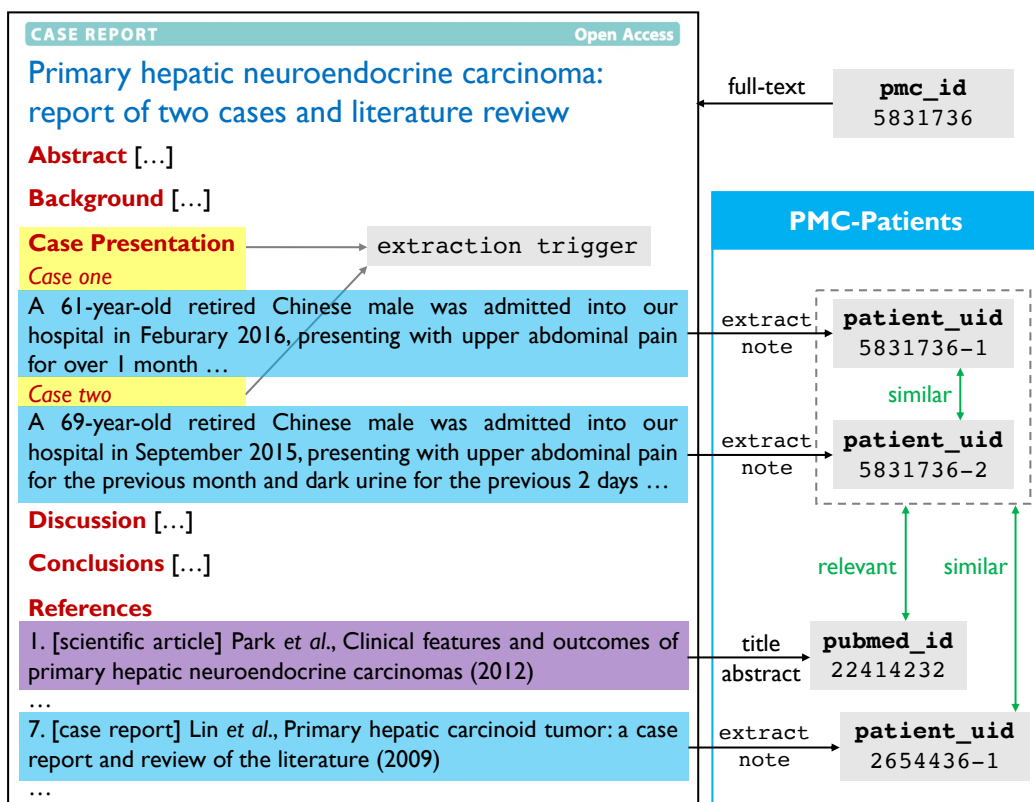 CASE REPORT Open Access
Primary hepatic neuroendocrine carcinoma:
report of two cases and literature review
Abstract […]
Background […]
Case Presentation
Case one
A 61-year-old retired Chinese male was admitted into our
hospital in Feburary 2016, presenting with upper abdominal pain
for over 1 month …
Case two
A 69-year-old retired Chinese male was admitted into our
hospital in September 2015, presenting with upper abdominal pain
for the previous month and dark urine for the previous 2 days …
Discussion […]
Conclusions […]
References
1. [scientific article] Park et al., Clinical features and outcomes of
primary hepatic neuroendocrine carcinomas (2012)
…
7. [case report] Lin et al., Primary hepatic carcinoid tumor: a case
report and review of the literature (2009)
…
extraction trigger
full-text
pmc_id
5831736
PMC-Patients
extract
note
patient_uid
5831736-1
similar
extract
note
patient_uid
5831736-2
relevant
similar
title
abstract
pubmed_id
22414232
extract
note
patient_uid
2654436-1